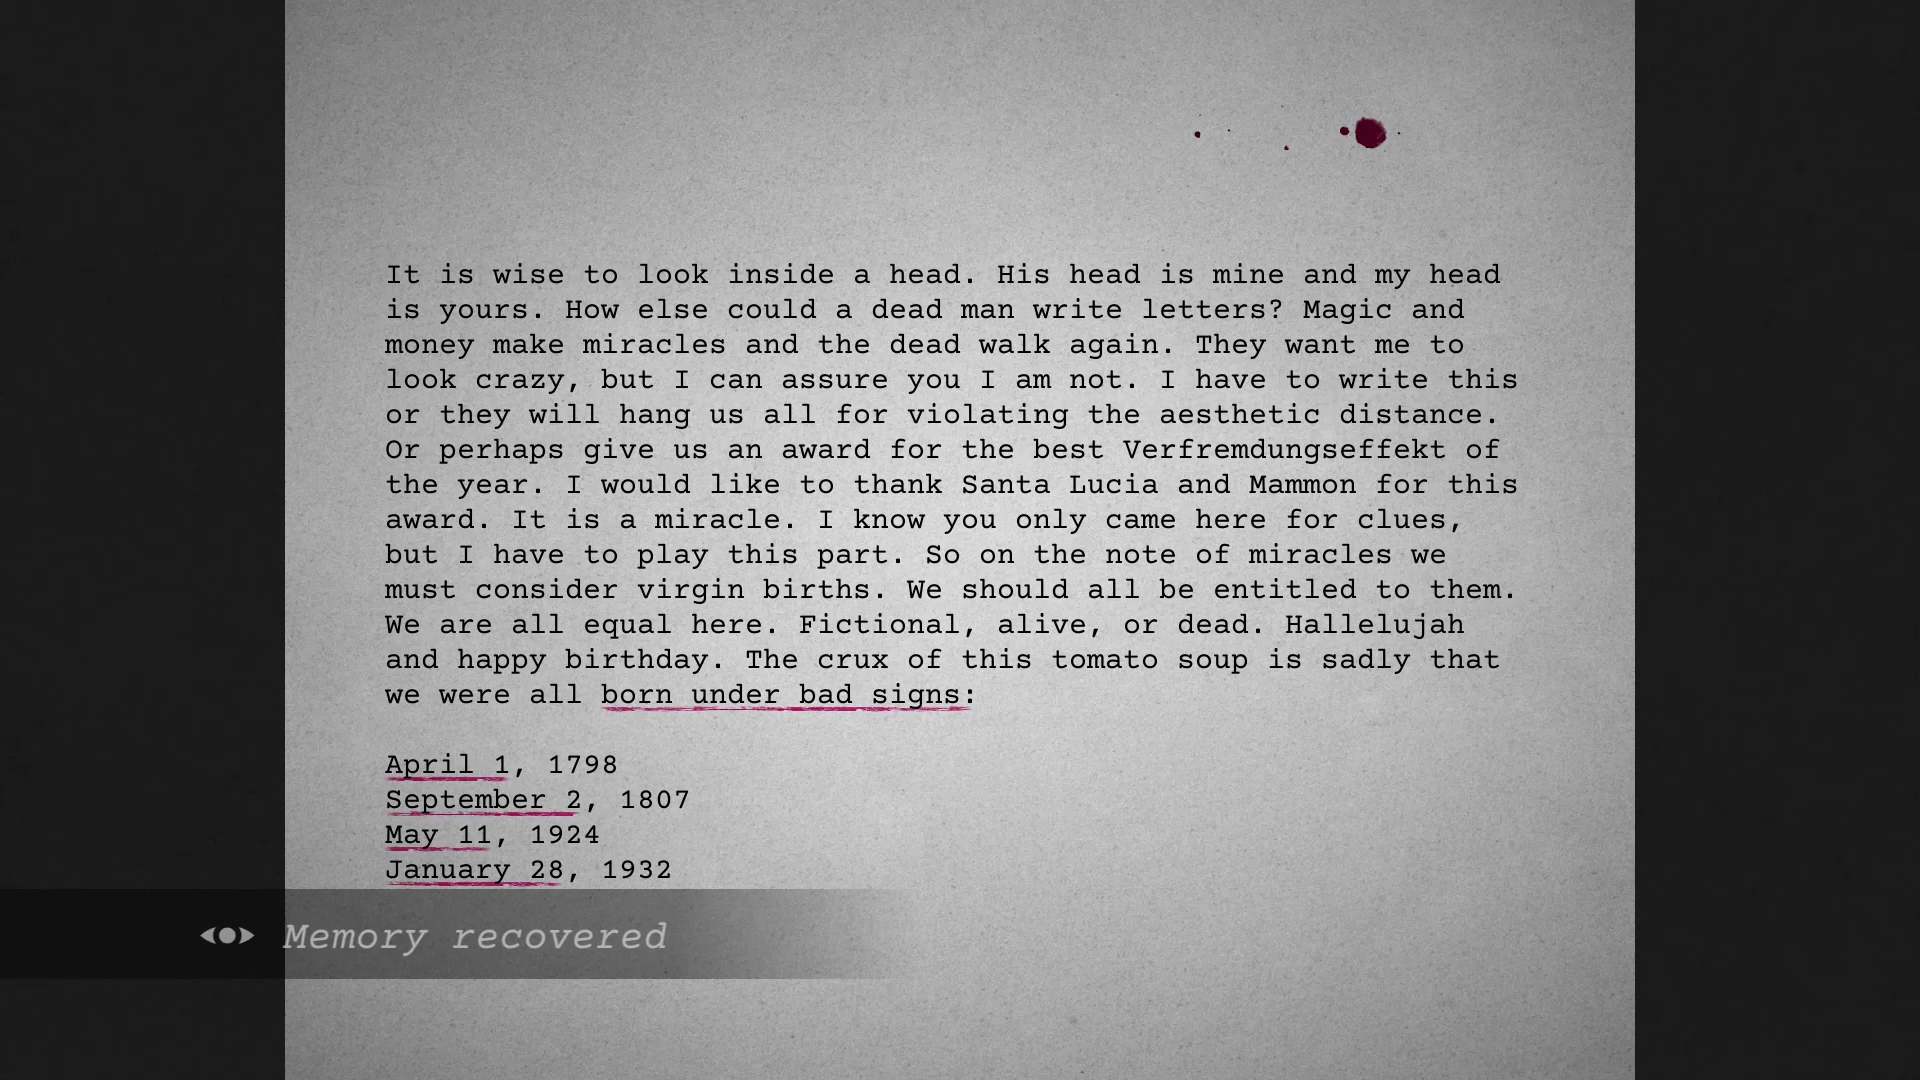 It is wise to look inside a head. His head is mine and my head
is yours. How else could a dead man write letters? Magic and
money make miracles and the dead walk again. They want me to
look crazy, but I can assure you I am not. I have to write this
or they will hang us all for violating the aesthetic distance.
Or perhaps give us an award for the best Verfremdungseffekt of
the year. I would like to thank Santa Lucia and Mammon for this
award. It is a miracle. I know you only came here for clues,
but I have to play this part. So on the note of miracles we
must consider virgin births. We should all be entitled to them.
We are all equal here. Fictional, alive, or dead. Hallelujah
and happy birthday. The crux of this tomato soup is sadly that
we were all born under bad signs:
April 1, 1798
September 2, 1807
May 11, 1924
January 28, 1932
Memory recovered